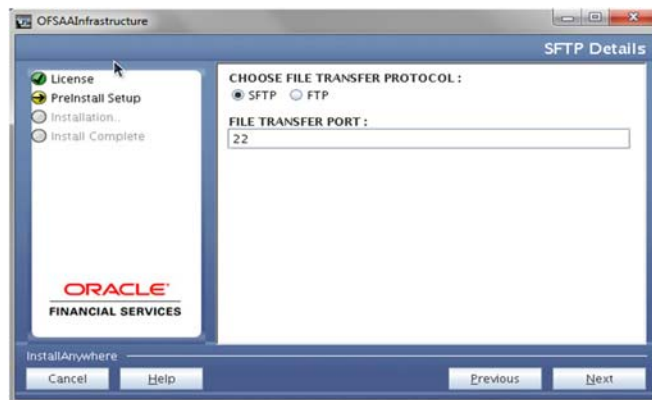 OFSAAInfrastructure
SFTP Details
License
PreInstall Setup
Installation..
Install Complete
CHOOSE FILE TRANSFER PROTOCOL :
SFTP FTP
FILE TRANSFER PORT :
22
ORACLE
FINANCIAL SERVICES
InstallAnywhere
Cancel Help Previous Next